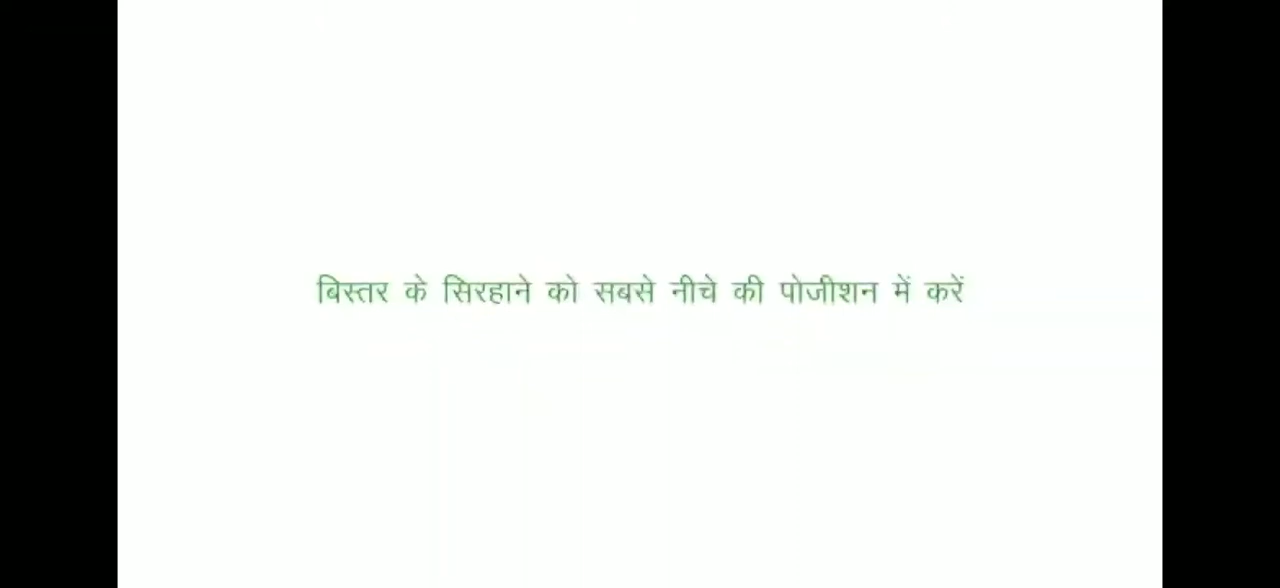 बिस्तर के सिरहाने को सबसे नीचे की पोजीशन में करें